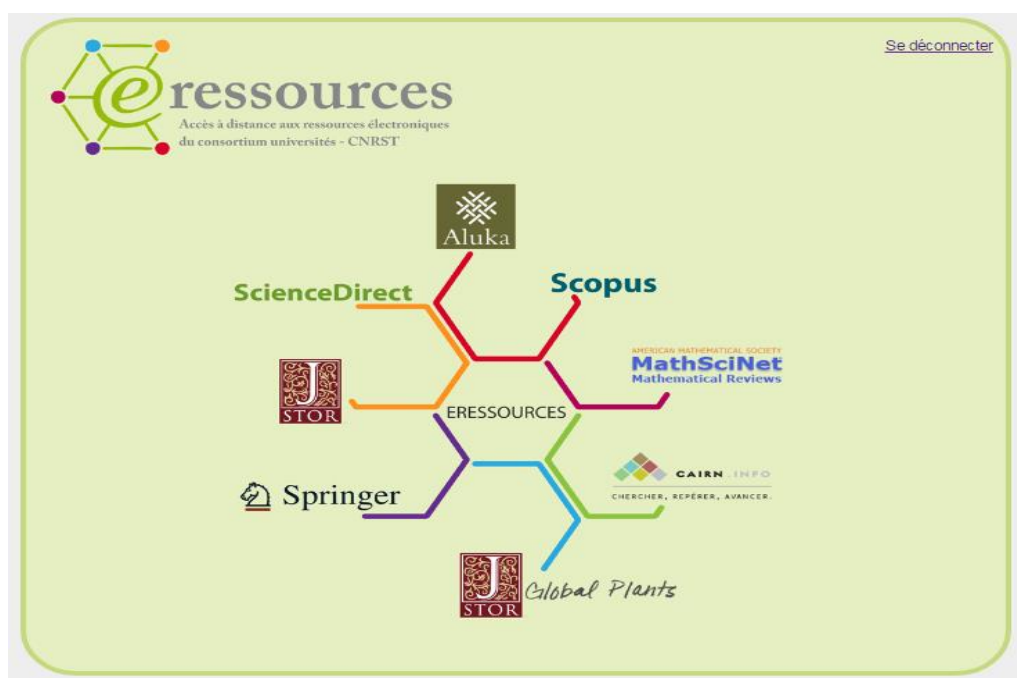 Se déconnecter
eressources
Accès à distance aux ressources électroniques
du consortium universités - CNRST
Aluka
ScienceDirect
Scopus
AMERICAN MATHEMATICAL SOCIETY
MathSciNet
Mathematical Reviews
J
STOR
ERESSOURCES
CAIRN.INFO
CHERCHER, REPÉRER, AVANCER.
Springer
J
STOR
Global Plants